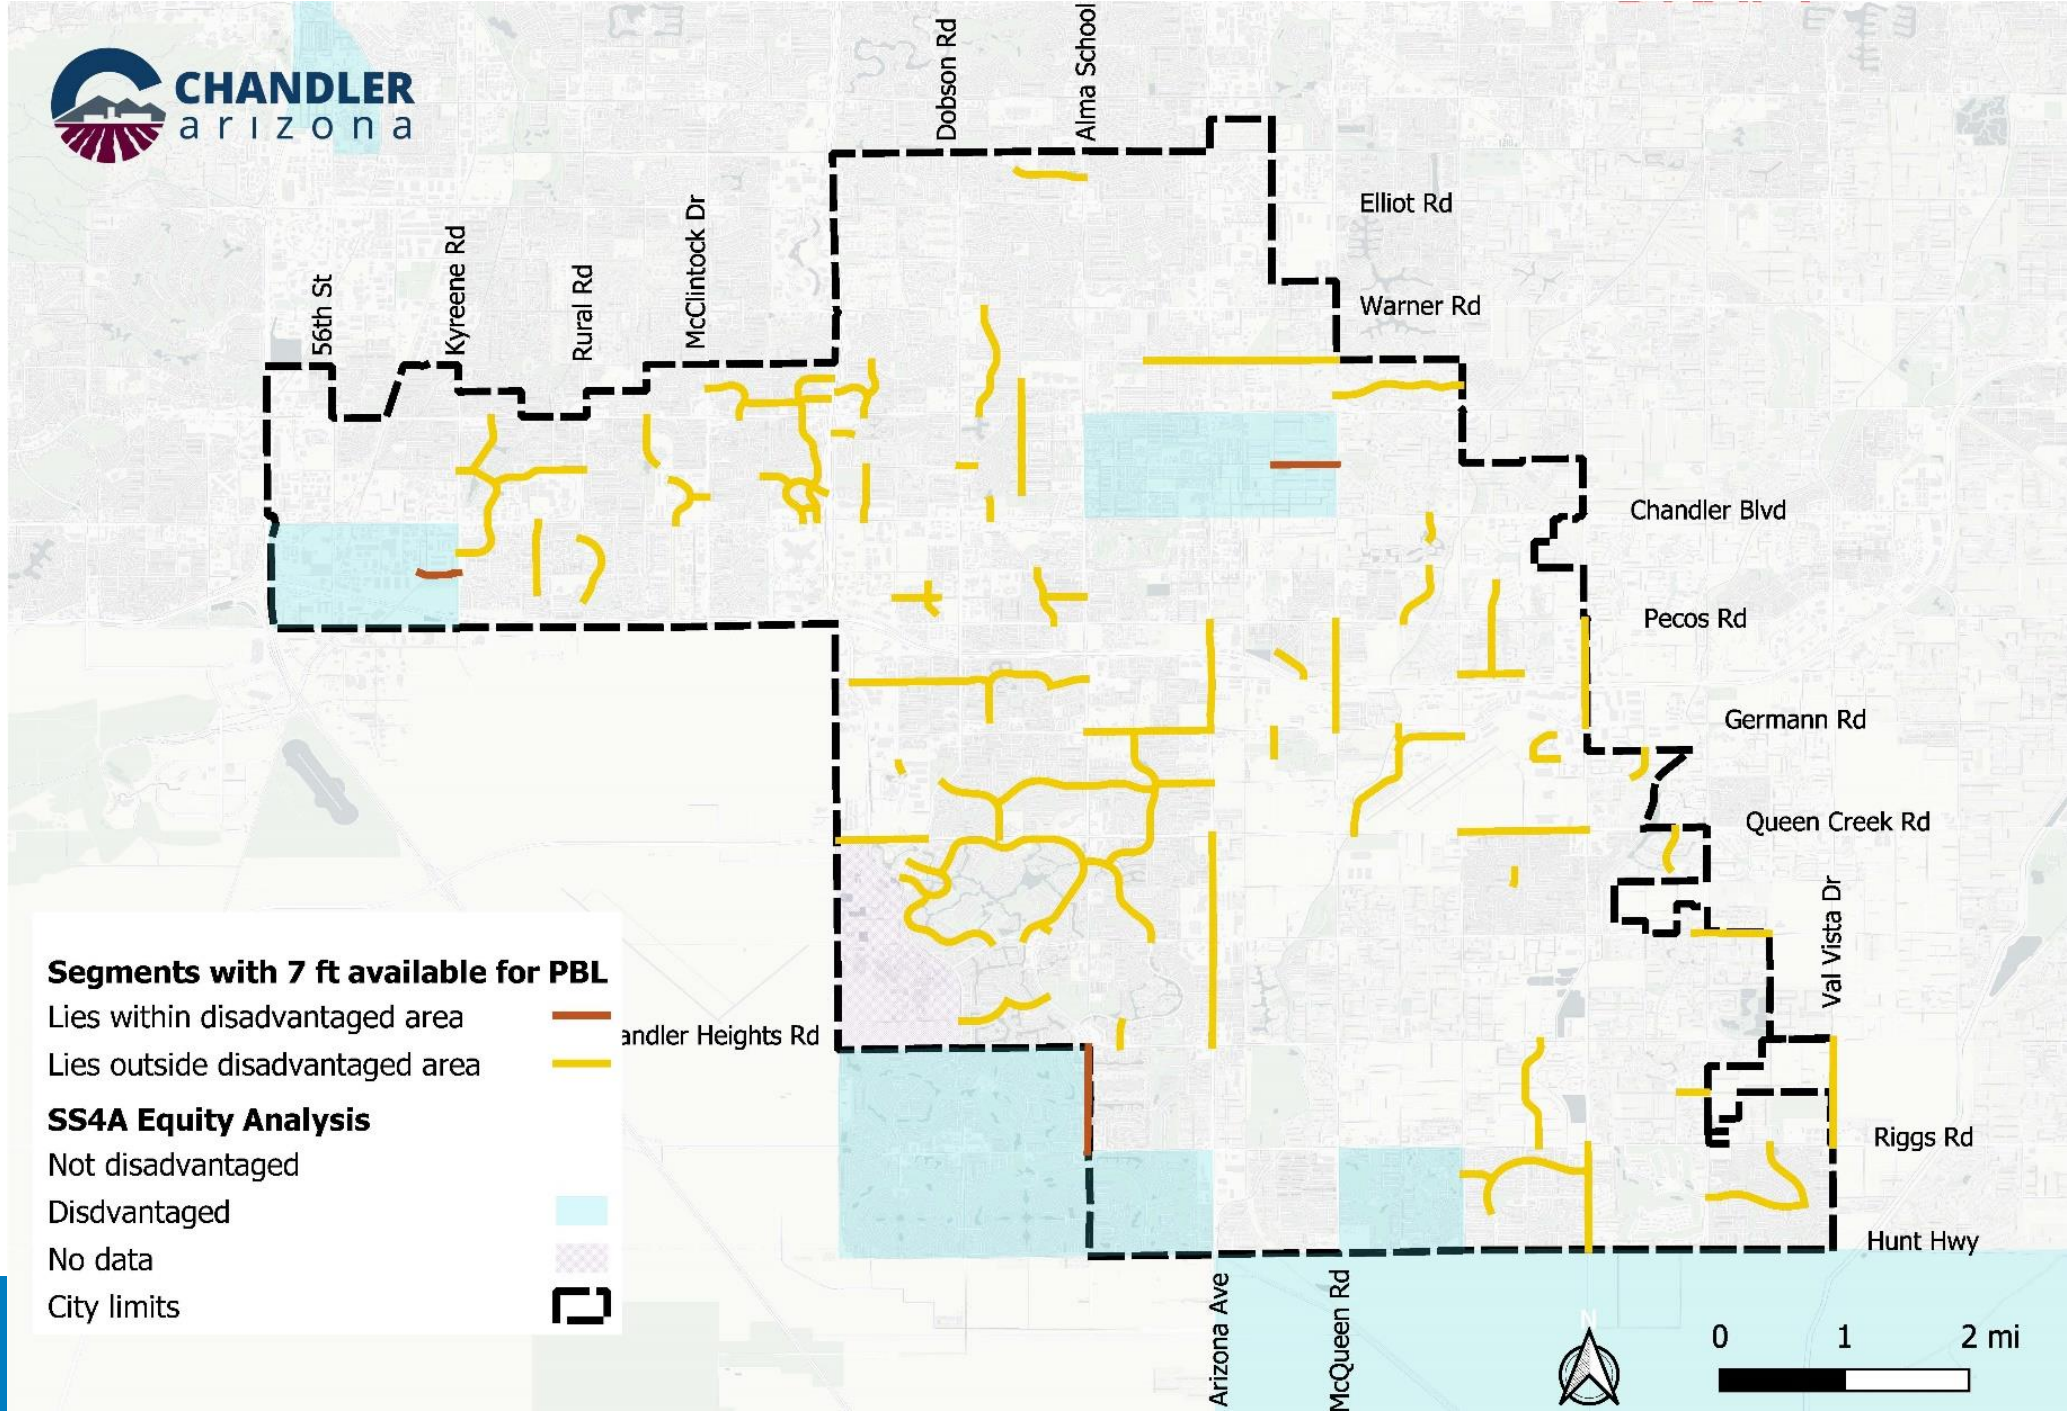 CHANDLER
arizona
Dobson Rd
Alma School
Elliot Rd
Warner Rd
56th St
Kyreene Rd
Rural Rd
McClintock Dr
Chandler Blvd
Pecos Rd
Germann Rd
Queen Creek Rd
Val Vista Dr
andler Heights Rd
Riggs Rd
Hunt Hwy
Arizona Ave
McQueen Rd
Segments with 7 ft available for PBL
Lies within disadvantaged area
Lies outside disadvantaged area
SS4A Equity Analysis
Not disadvantaged
Disdvantaged
No data
City limits
N
0 1 2 mi